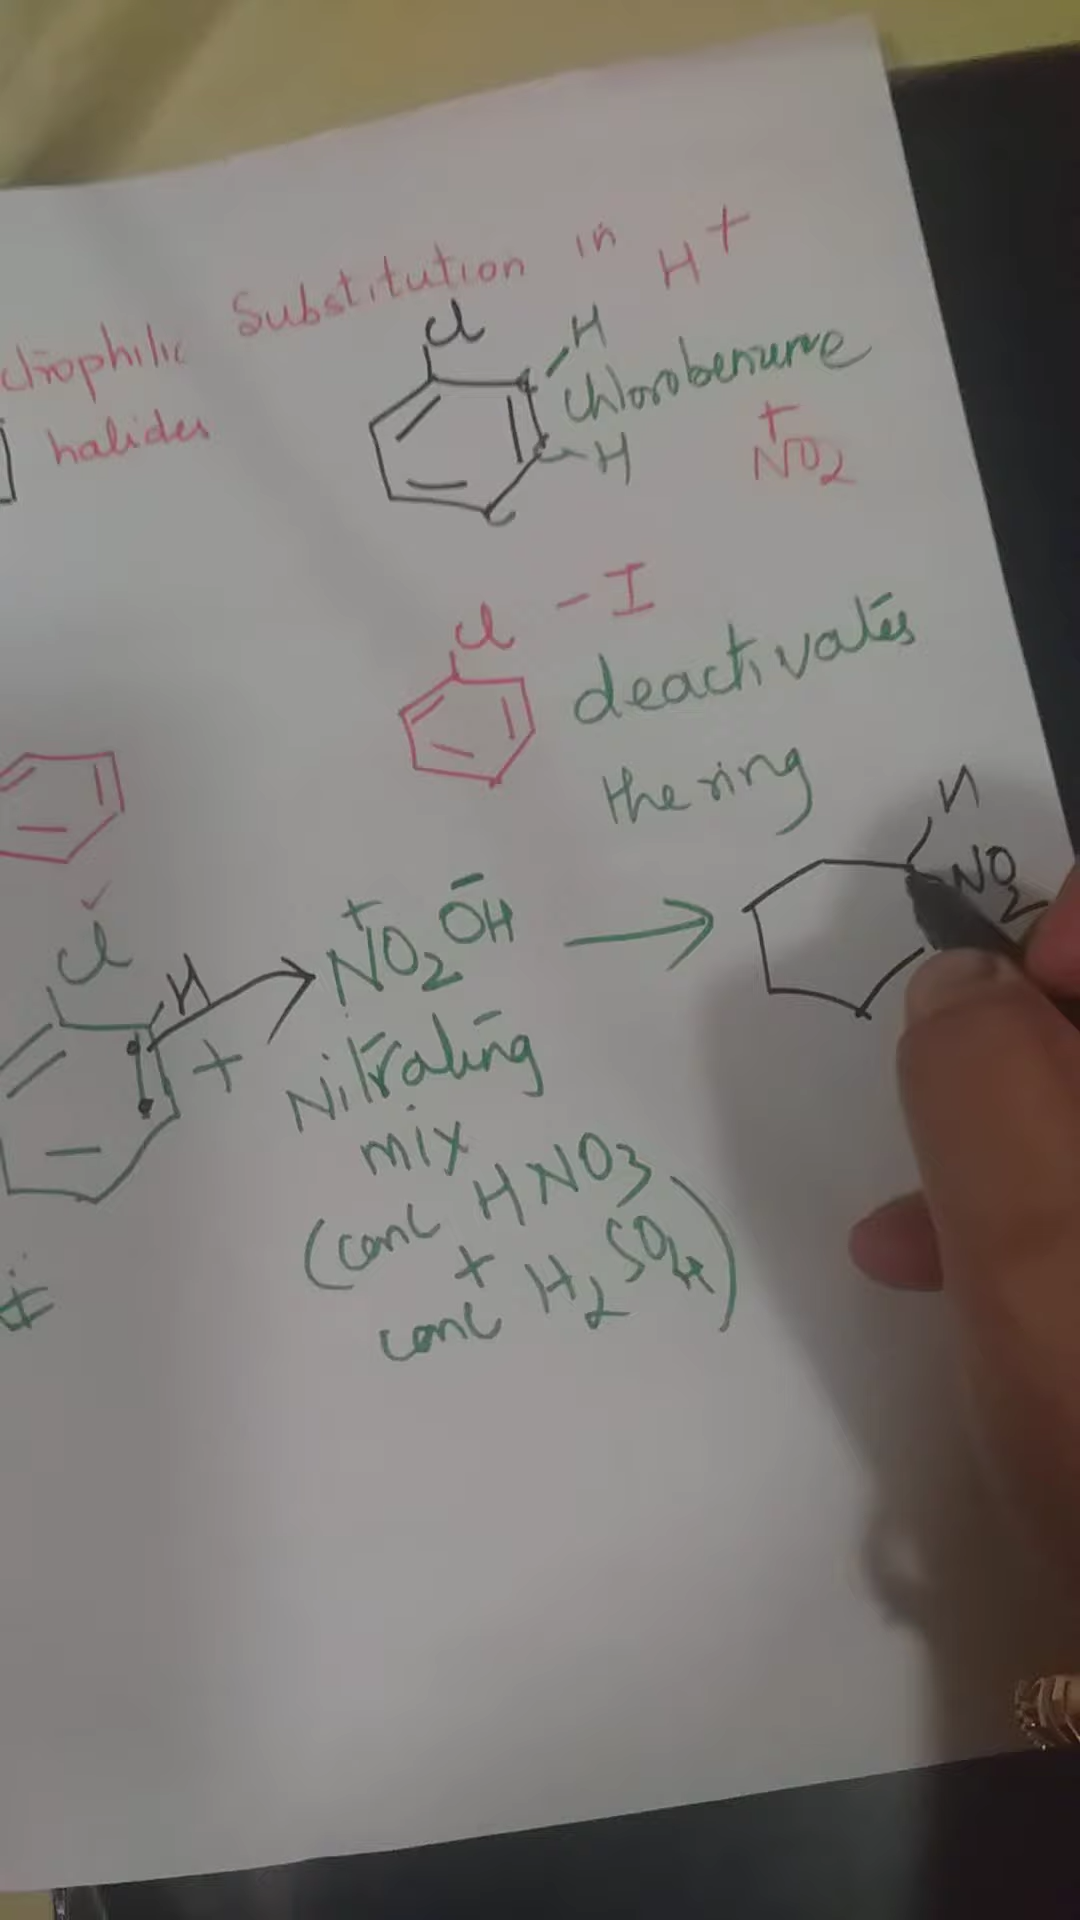 Substitution in H+
Cl
H
Chlorobenzene
halides
H
+
NO2
Cl - I
deactivates
the ring
H
NO2
Cl
H
+
+
NO2 OH-
Nitrating
mix
(conc HNO3
+
conc H2SO4)